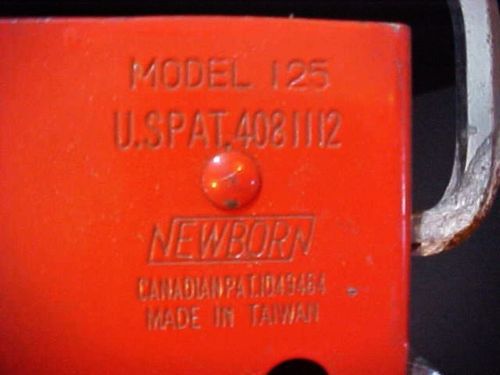 MODEL 125
U.S PAT. 4081112
NEWBORN
CANADIAN PAT. 1049464
MADE IN TAIWAN